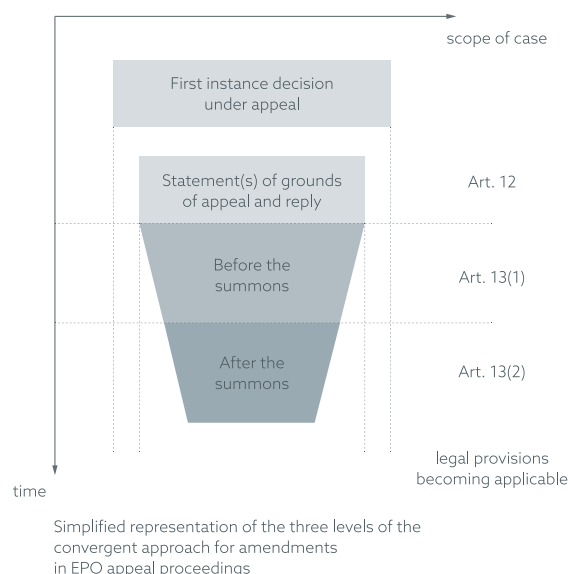 scope of case
First instance decision
under appeal
Statement(s) of grounds
of appeal and reply
Art. 12
Before the
summons
Art. 13(1)
After the
summons
Art. 13(2)
legal provisions
becoming applicable
time
Simplified representation of the three levels of the
convergent approach for amendments
in EPO appeal proceedings